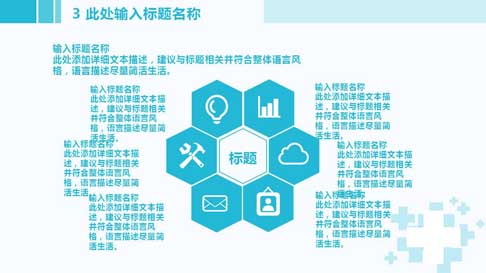 3 此处输入标题名称
输入标题名称
此处添加详细文本描述，建议与标题相关并符合整体语言风
格，语言描述尽量简活生活。
输入标题名称
此处添加详细文本描
述，建议与标题相关
并符合整体语言风
格，语言描述尽量简
活生活。
输入标题名称
此处添加详细文本描
述，建议与标题相关
并符合整体语言风
格，语言描述尽量简
活生活。
输入标题名称
此处添加详细文本描
述，建议与标题相关
并符合整体语言风
格，语言描述尽量简
活生活。
标题
输入标题名称
此处添加详细文本描
述，建议与标题相关
并符合整体语言风
格，语言描述尽量简
活生活。
输入标题名称
此处添加详细文本描
述，建议与标题相关
并符合整体语言风
格，语言描述尽量简
活生活。
输入标题名称
此处添加详细文本描
述，建议与标题相关
并符合整体语言风
格，语言描述尽量简
活生活。